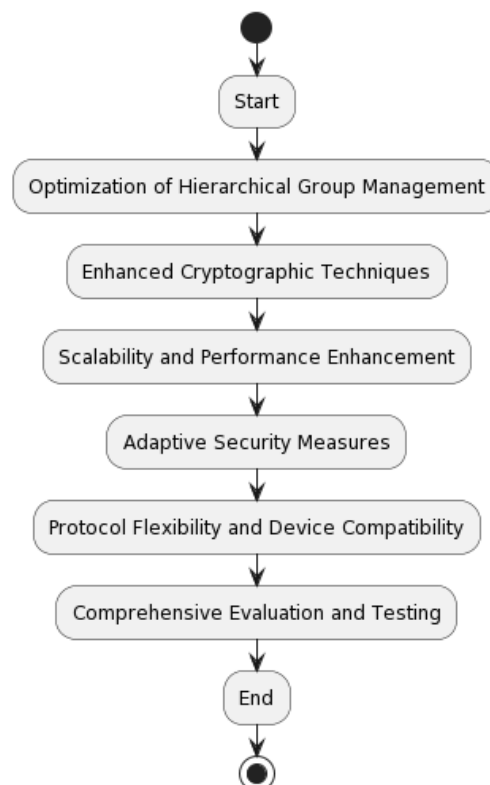 Start
Optimization of Hierarchical Group Management
Enhanced Cryptographic Techniques
Scalability and Performance Enhancement
Adaptive Security Measures
Protocol Flexibility and Device Compatibility
Comprehensive Evaluation and Testing
End